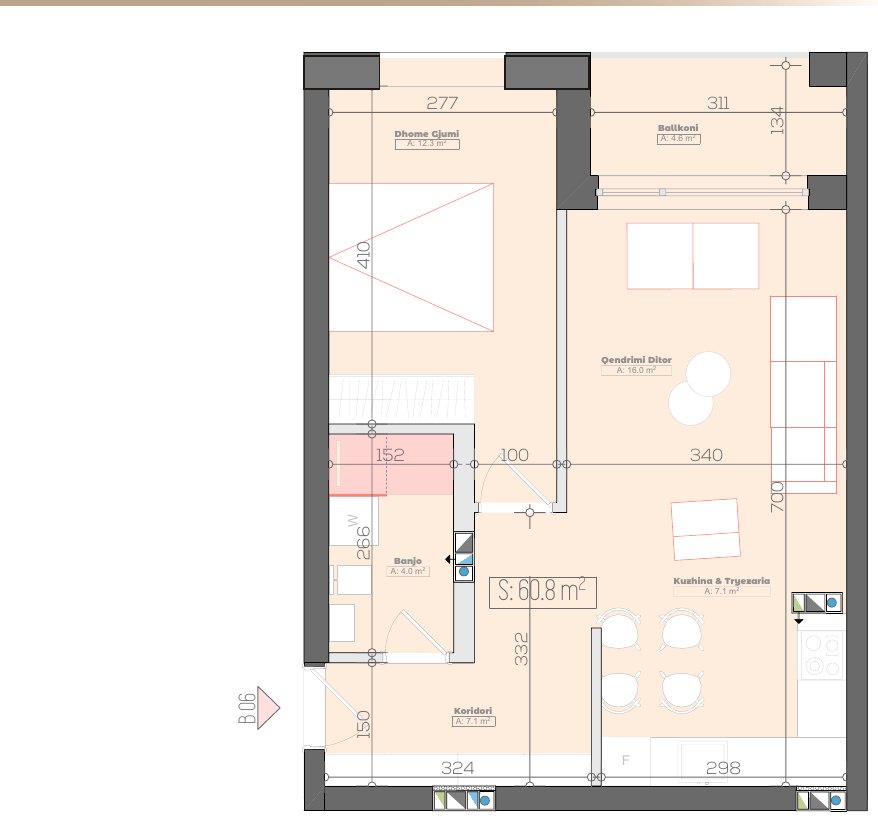 277
311
134
Dhome Gjumi
A: 12.3 m²
Ballkoni
A: 4.6 m²
410
Qendrimi Ditor
A: 16.0 m²
152
100
340
700
W
266
Banjo
A: 4.0 m²
S: 60.8 m²
Kuzhina & Tryezaria
A: 7.1 m²
332
B 06
150
Koridori
A: 7.1 m²
F
324
298